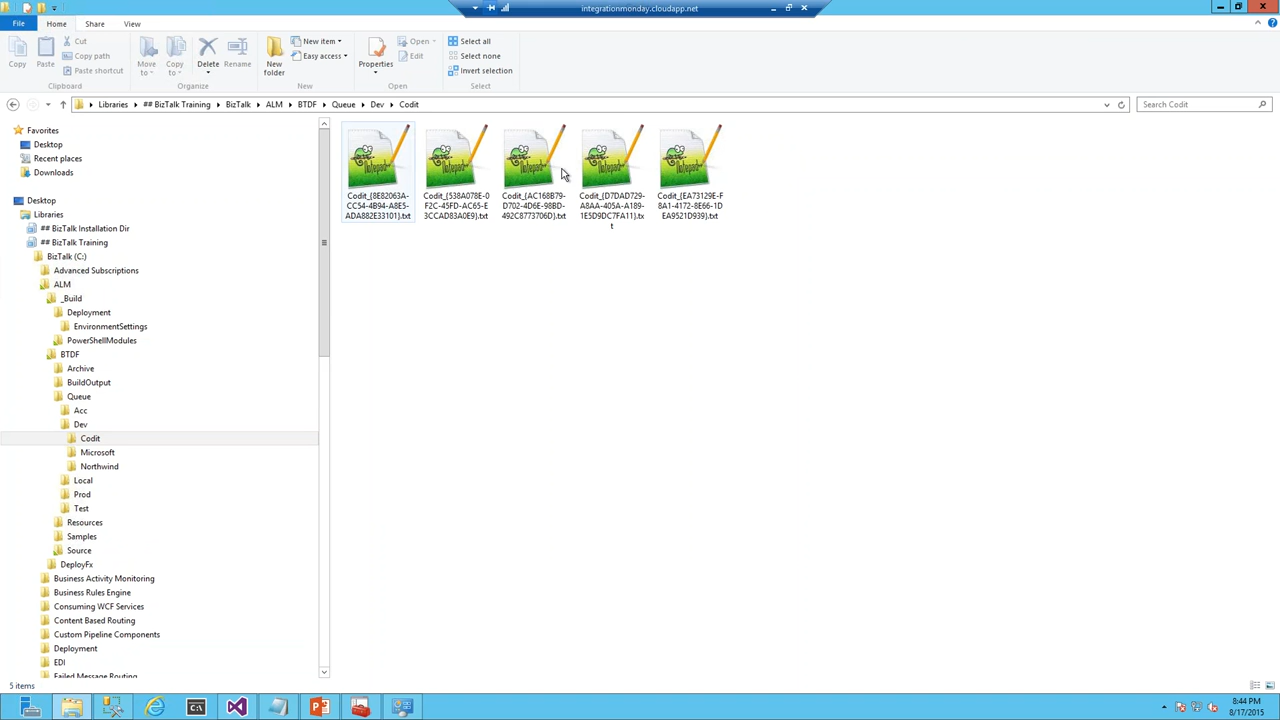 integrationmonday.cloudapp.net
File
Home
Share
View
Copy
Paste
Cut
Copy path
Paste shortcut
Clipboard
Move to
Copy to
Delete
Rename
Organize
New folder
New item
Easy access
New
Properties
Open
Edit
Open
Select all
Select none
Invert selection
Select
Libraries
## BizTalk Training
BizTalk
ALM
BTDF
Queue
Dev
Codit
Search Codit
Favorites
Desktop
Recent places
Downloads
Desktop
Libraries
## BizTalk Installation Dir
## BizTalk Training
BizTalk (C:)
Advanced Subscriptions
ALM
_Build
Deployment
EnvironmentSettings
PowerShellModules
BTDF
Archive
BuildOutput
Queue
Acc
Dev
Codit
Microsoft
Northwind
Local
Prod
Test
Resources
Samples
Source
DeployFx
Business Activity Monitoring
Business Rules Engine
Consuming WCF Services
Content Based Routing
Custom Pipeline Components
Deployment
EDI
Failed Message Routing
Codit_{8E82063A-
CC54-4B94-A8E5-
ADA882E33101}.txt
Codit_{538A078E-0
F2C-45FD-AC65-E
3CCAD83A0E9}.txt
Codit_{AC168B79-
D702-4D6E-98BD-
492C8773706D}.txt
Codit_{D7DAD729-
A8AA-405A-A189-
1E5D9DC7FA11}.tx
t
Codit_{EA73129E-F
8A1-4172-8E66-1D
EA9521D939}.txt
5 items
8:44 PM
8/17/2015